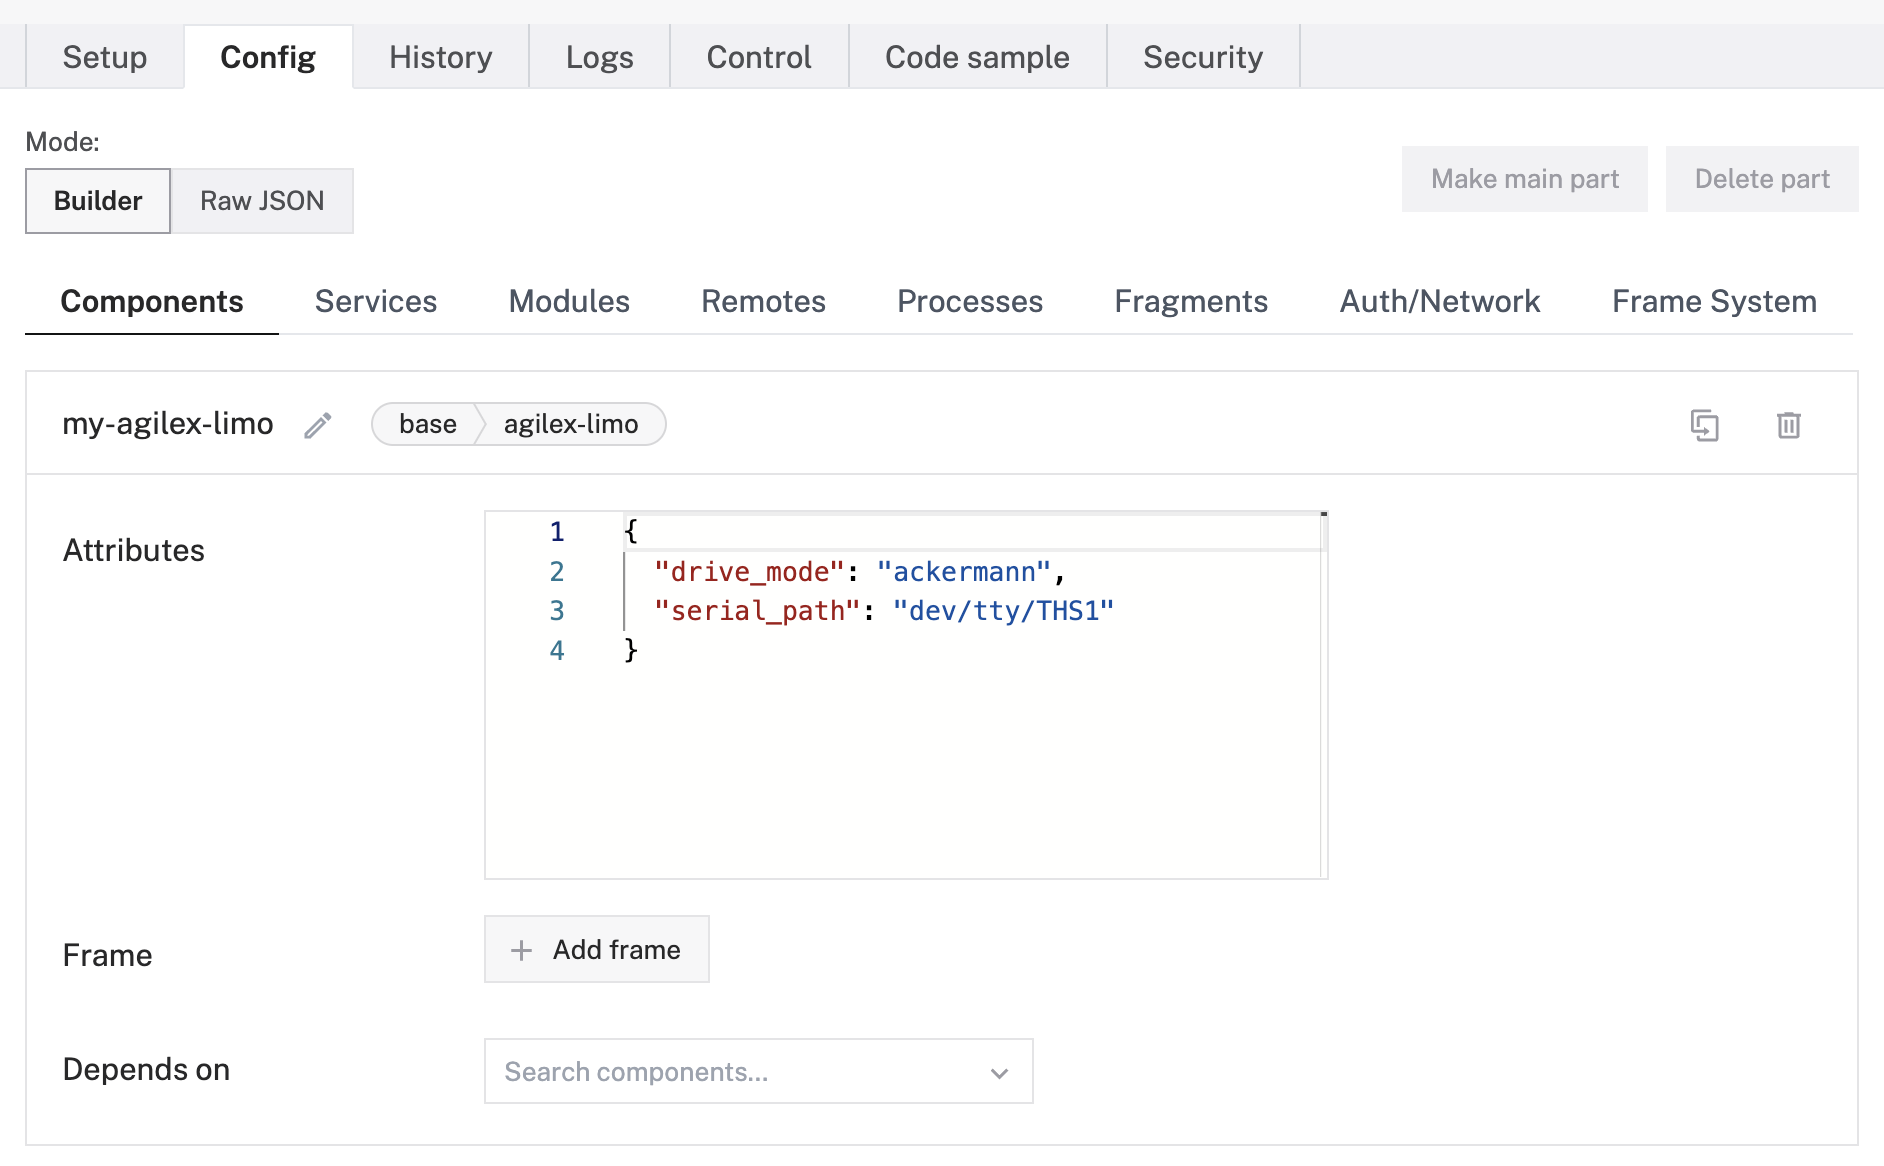 Setup Config History Logs Control Code sample Security
Mode:
Builder Raw JSON Make main part Delete part
Components Services Modules Remotes Processes Fragments Auth/Network Frame System
my-agilex-limo base agilex-limo
Attributes
1 {
2 "drive_mode": "ackermann",
3 "serial_path": "dev/tty/THS1"
4 }
Frame + Add frame
Depends on Search components...